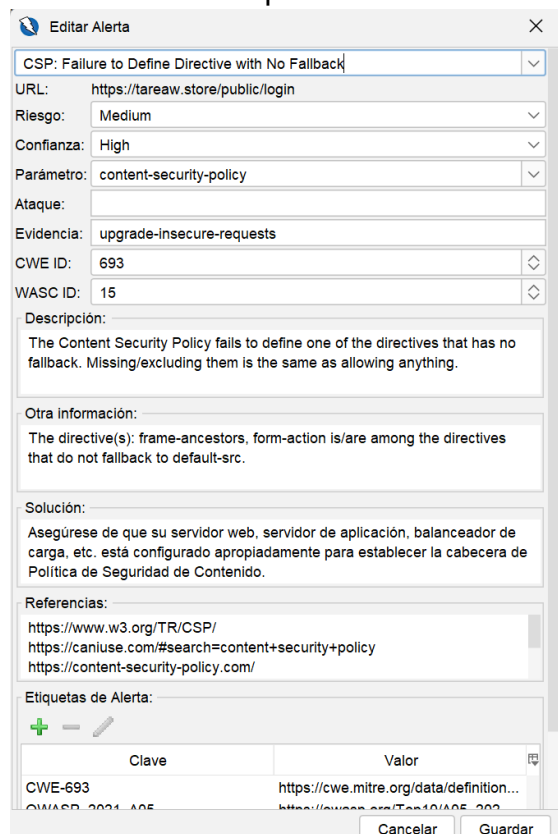 Editar Alerta
CSP: Failure to Define Directive with No Fallback
URL: https://tareaw.store/public/login
Riesgo: Medium
Confianza: High
Parámetro: content-security-policy
Ataque:
Evidencia: upgrade-insecure-requests
CWE ID: 693
WASC ID: 15
Descripción:
The Content Security Policy fails to define one of the directives that has no
fallback. Missing/excluding them is the same as allowing anything.
Otra información:
The directive(s): frame-ancestors, form-action is/are among the directives
that do not fallback to default-src.
Solución:
Asegúrese de que su servidor web, servidor de aplicación, balanceador de
carga, etc. está configurado apropiadamente para establecer la cabecera de
Política de Seguridad de Contenido.
Referencias:
https://www.w3.org/TR/CSP/
https://caniuse.com/#search=content+security+policy
https://content-security-policy.com/
Etiquetas de Alerta:
Clave Valor
CWE-693 https://cwe.mitre.org/data/definition...
OWASP_2021_A05 https://owasp.org/Top10/A05_202...
Cancelar Guardar